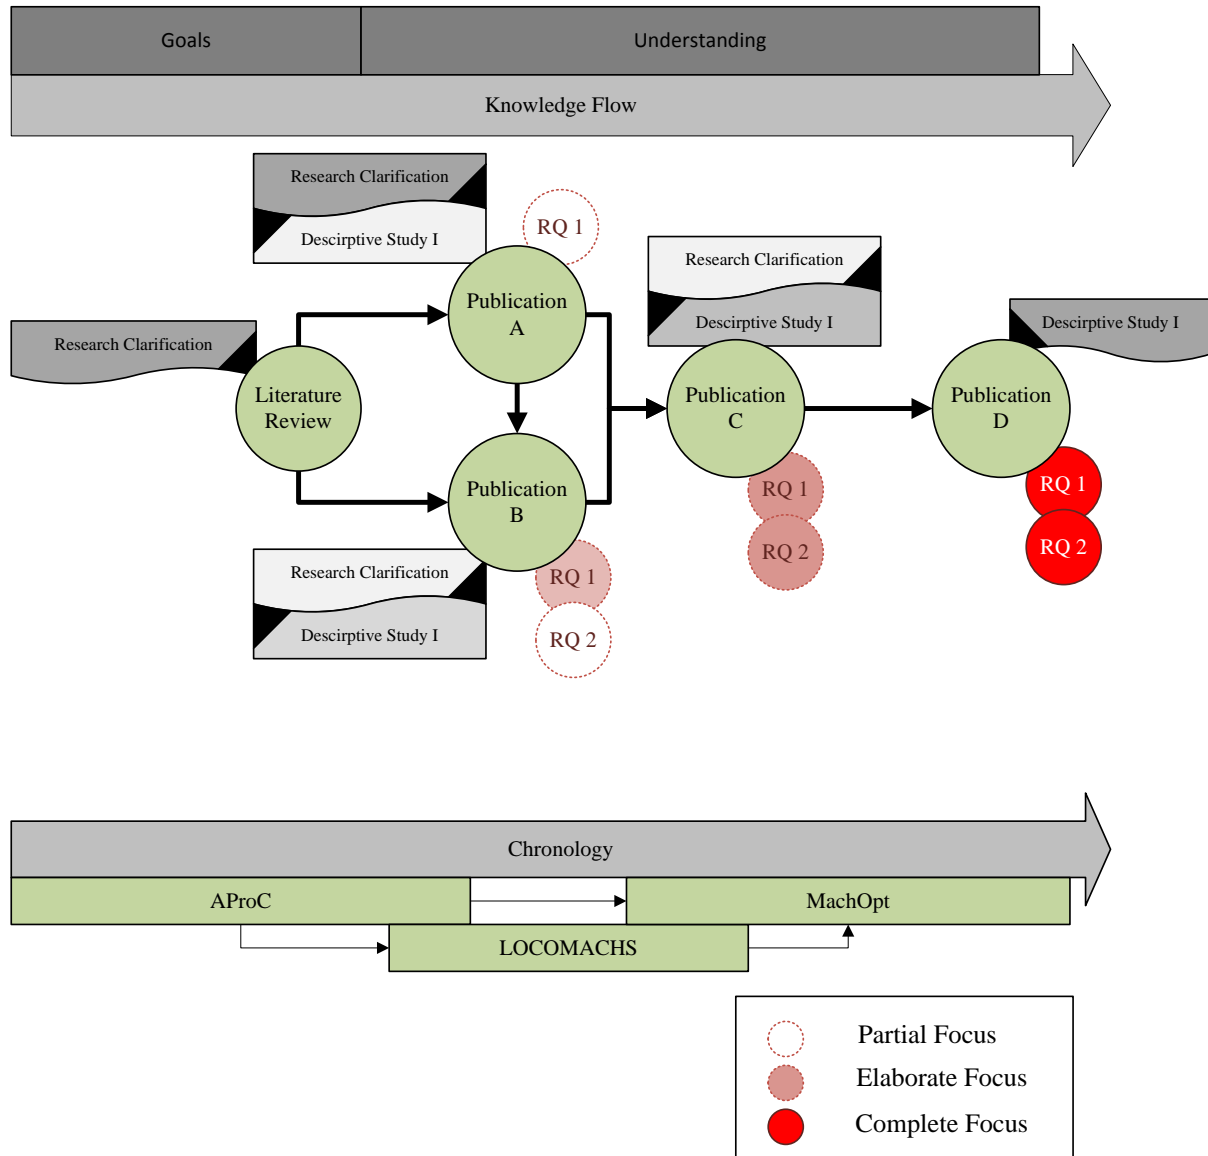 Goals
Understanding
Knowledge Flow
Research Clarification
Descirptive Study I
RQ 1
Publication
A
Research Clarification
Literature
Review
Publication
B
Research Clarification
Descirptive Study I
RQ 1
RQ 2
Research Clarification
Descirptive Study I
Publication
C
RQ 1
RQ 2
Descirptive Study I
Publication
D
RQ 1
RQ 2
Chronology
AProC
MachOpt
LOCOMACHS
Partial Focus
Elaborate Focus
Complete Focus